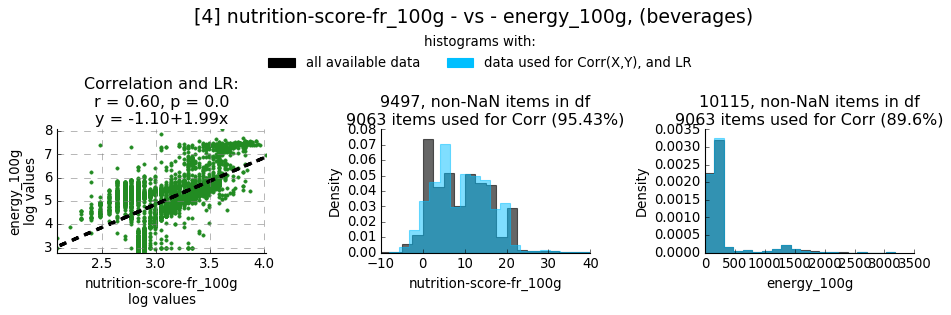 [4] nutrition-score-fr_100g - vs - energy_100g, (beverages)
histograms with:
all available data
data used for Corr(X,Y), and LR
Correlation and LR:
r = 0.60, p = 0.0
y = -1.10+1.99x
8
7
6
5
4
3
energy_100g
log values
2.5 3.0 3.5 4.0
nutrition-score-fr_100g
log values
9497, non-NaN items in df
9063 items used for Corr (95.43%)
0.08
0.07
0.06
0.05
0.04
0.03
0.02
0.01
0.00
Density
−10 0 10 20 30 40
nutrition-score-fr_100g
10115, non-NaN items in df
9063 items used for Corr (89.6%)
0.0035
0.0030
0.0025
0.0020
0.0015
0.0010
0.0005
0.0000
Density
0 500 1000 1500 2000 2500 3000 3500
energy_100g